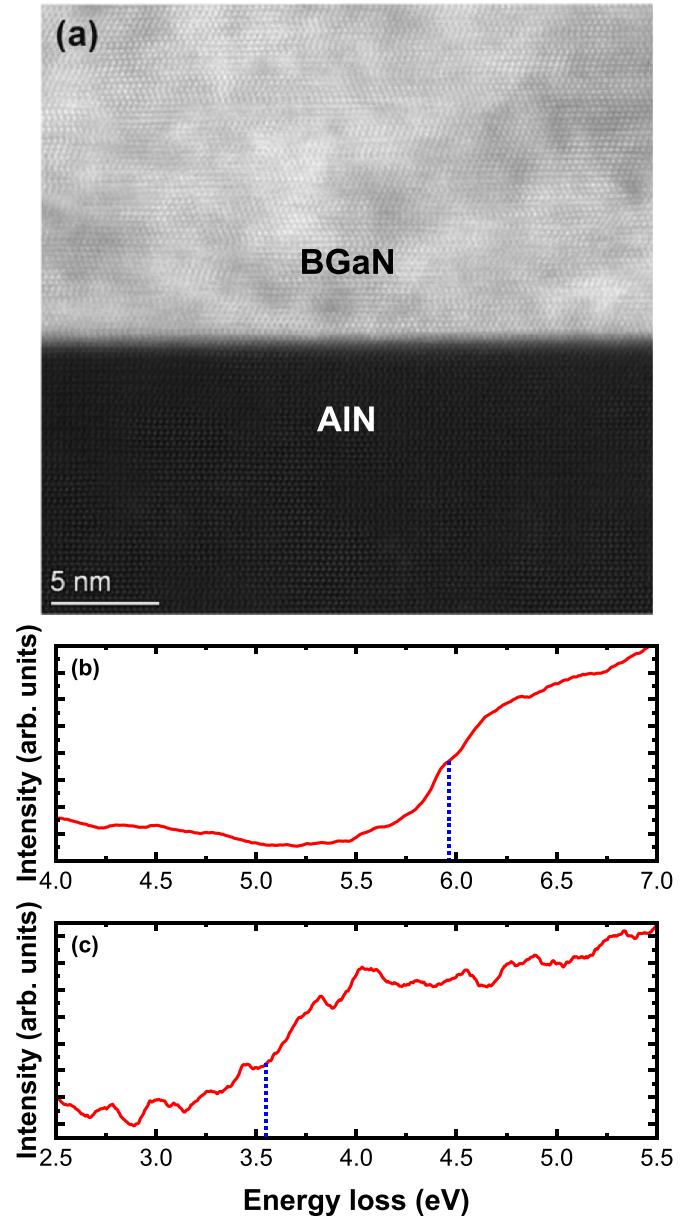 (a)
BGaN
AlN
5 nm
Intensity (arb. units)
(b)
4.0 4.5 5.0 5.5 6.0 6.5 7.0
Intensity (arb. units)
(c)
2.5 3.0 3.5 4.0 4.5 5.0 5.5
Energy loss (eV)